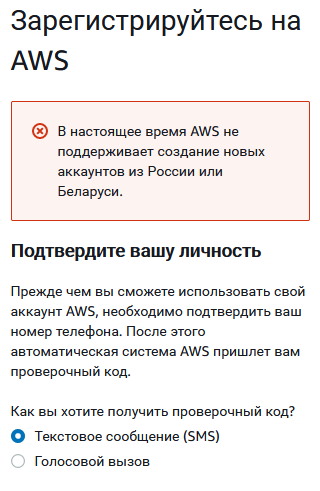 Зарегистрируйтесь на
AWS
В настоящее время AWS не
поддерживает создание новых
аккаунтов из России или
Беларуси.
Подтвердите вашу личность
Прежде чем вы сможете использовать свой
аккаунт AWS, необходимо подтвердить ваш
номер телефона. После этого
автоматическая система AWS пришлет вам
проверочный код.
Как вы хотите получить проверочный код?
Текстовое сообщение (SMS)
Голосовой вызов